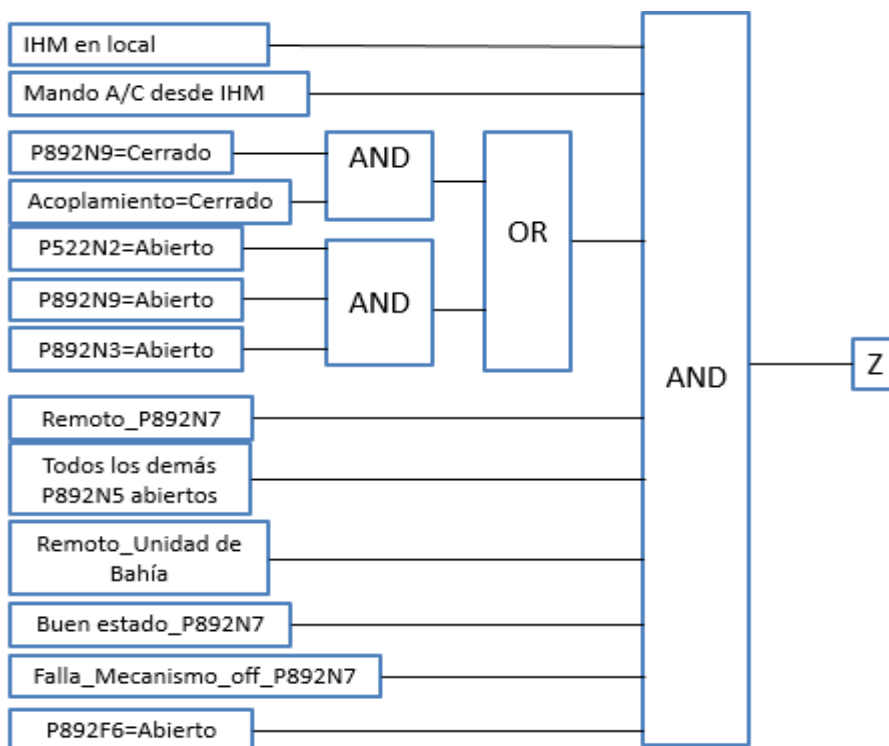 IHM en local
Mando A/C desde IHM
P892N9=Cerrado
AND
Acoplamiento=Cerrado
OR
P522N2=Abierto
P892N9=Abierto
AND
P892N3=Abierto
AND
Z
Remoto_P892N7
Todos los demás
P892N5 abiertos
Remoto_Unidad de
Bahía
Buen estado_P892N7
Falla_Mecanismo_off_P892N7
P892F6=Abierto